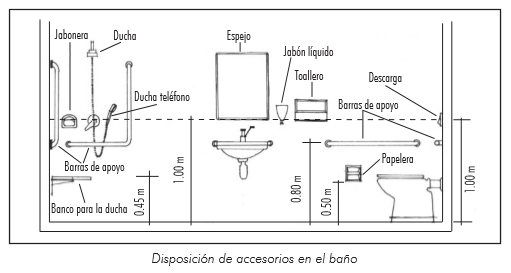 Jabonera
Ducha
Espejo
Jabón líquido
Toallero
Descarga
Ducha teléfono
Barras de apoyo
Barras de apoyo
Papelera
Banco para la ducha
0.45 m
1.00 m
0.80 m
0.50 m
1.00 m
Disposición de accesorios en el baño